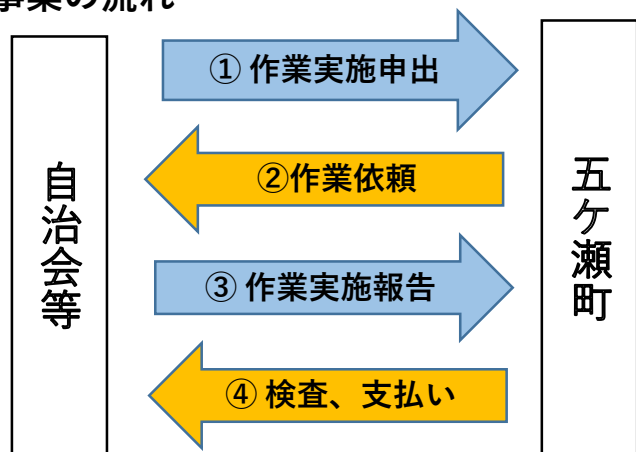 事業の流れ
① 作業実施申出
②作業依頼
③ 作業実施報告
④ 検査、支払い
自治会等
五ケ瀬町